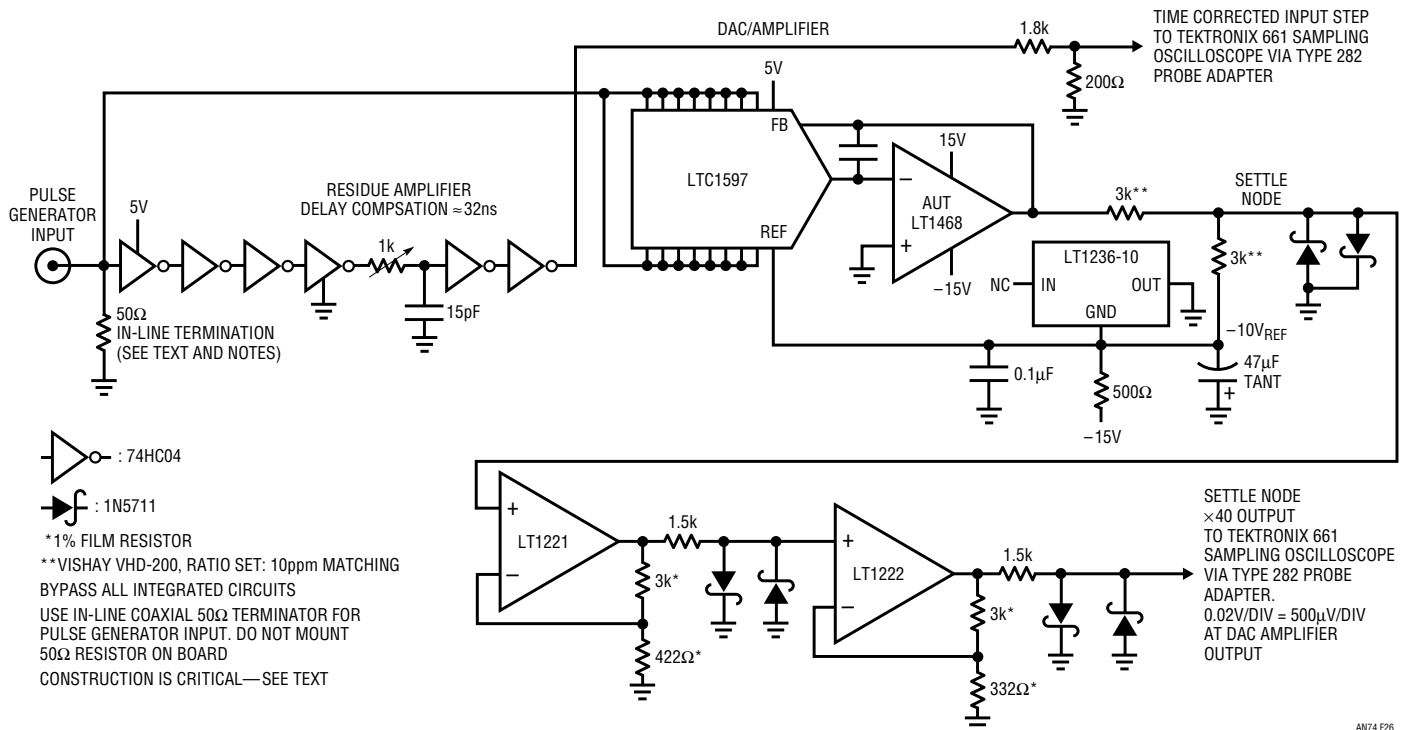 DAC/AMPLIFIER
1.8k
TIME CORRECTED INPUT STEP
TO TEKTRONIX 661 SAMPLING
OSCILLOSCOPE VIA TYPE 282
PROBE ADAPTER
200Ω
5V
FB
LTC1597
REF
15V
−
AUT
LT1468
+
−15V
3k**
SETTLE
NODE
3k**
PULSE
GENERATOR
INPUT
5V
RESIDUE AMPLIFIER
DELAY COMPSATION ≈32ns
1k
15pF
50Ω
IN-LINE TERMINATION
(SEE TEXT AND NOTES)
LT1236-10
NC
IN
OUT
GND
−10VREF
0.1µF
500Ω
−15V
47µF
TANT
+
: 74HC04
: 1N5711
*1% FILM RESISTOR
**VISHAY VHD-200, RATIO SET: 10ppm MATCHING
BYPASS ALL INTEGRATED CIRCUITS
USE IN-LINE COAXIAL 50Ω TERMINATOR FOR
PULSE GENERATOR INPUT. DO NOT MOUNT
50Ω RESISTOR ON BOARD
CONSTRUCTION IS CRITICAL—SEE TEXT
+
LT1221
−
1.5k
3k*
422Ω*
+
LT1222
−
1.5k
3k*
332Ω*
SETTLE NODE
×40 OUTPUT
TO TEKTRONIX 661
SAMPLING OSCILLOSCOPE
VIA TYPE 282 PROBE
ADAPTER.
0.02V/DIV = 500µV/DIV
AT DAC AMPLIFIER
OUTPUT
AN74 F26